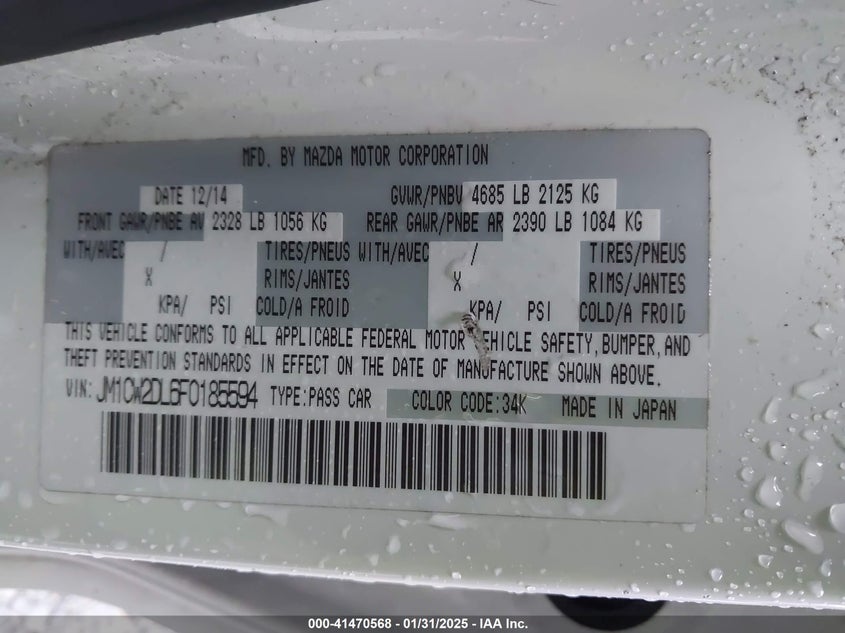 MFD. BY MAZDA MOTOR CORPORATION
DATE 12/14 GVWR/PNBV 4685 LB 2125 KG
FRONT GAWR/PNBE AV 2328 LB 1056 KG REAR GAWR/PNBE AR 2390 LB 1084 KG
WITH/AVEC / TIRES/PNEUS WITH/AVEC / TIRES/PNEUS
X RIMS/JANTES X RIMS/JANTES
KPA/ PSI COLD/A FROID KPA/ PSI COLD/A FROID
THIS VEHICLE CONFORMS TO ALL APPLICABLE FEDERAL MOTOR VEHICLE SAFETY, BUMPER, AND
THEFT PREVENTION STANDARDS IN EFFECT ON THE DATE OF MANUFACTURE SHOWN ABOVE.
VIN: JM1CW2DL6F0185594 TYPE:PASS CAR COLOR CODE:34K MADE IN JAPAN
000-41470568 - 01/31/2025 - IAA Inc.